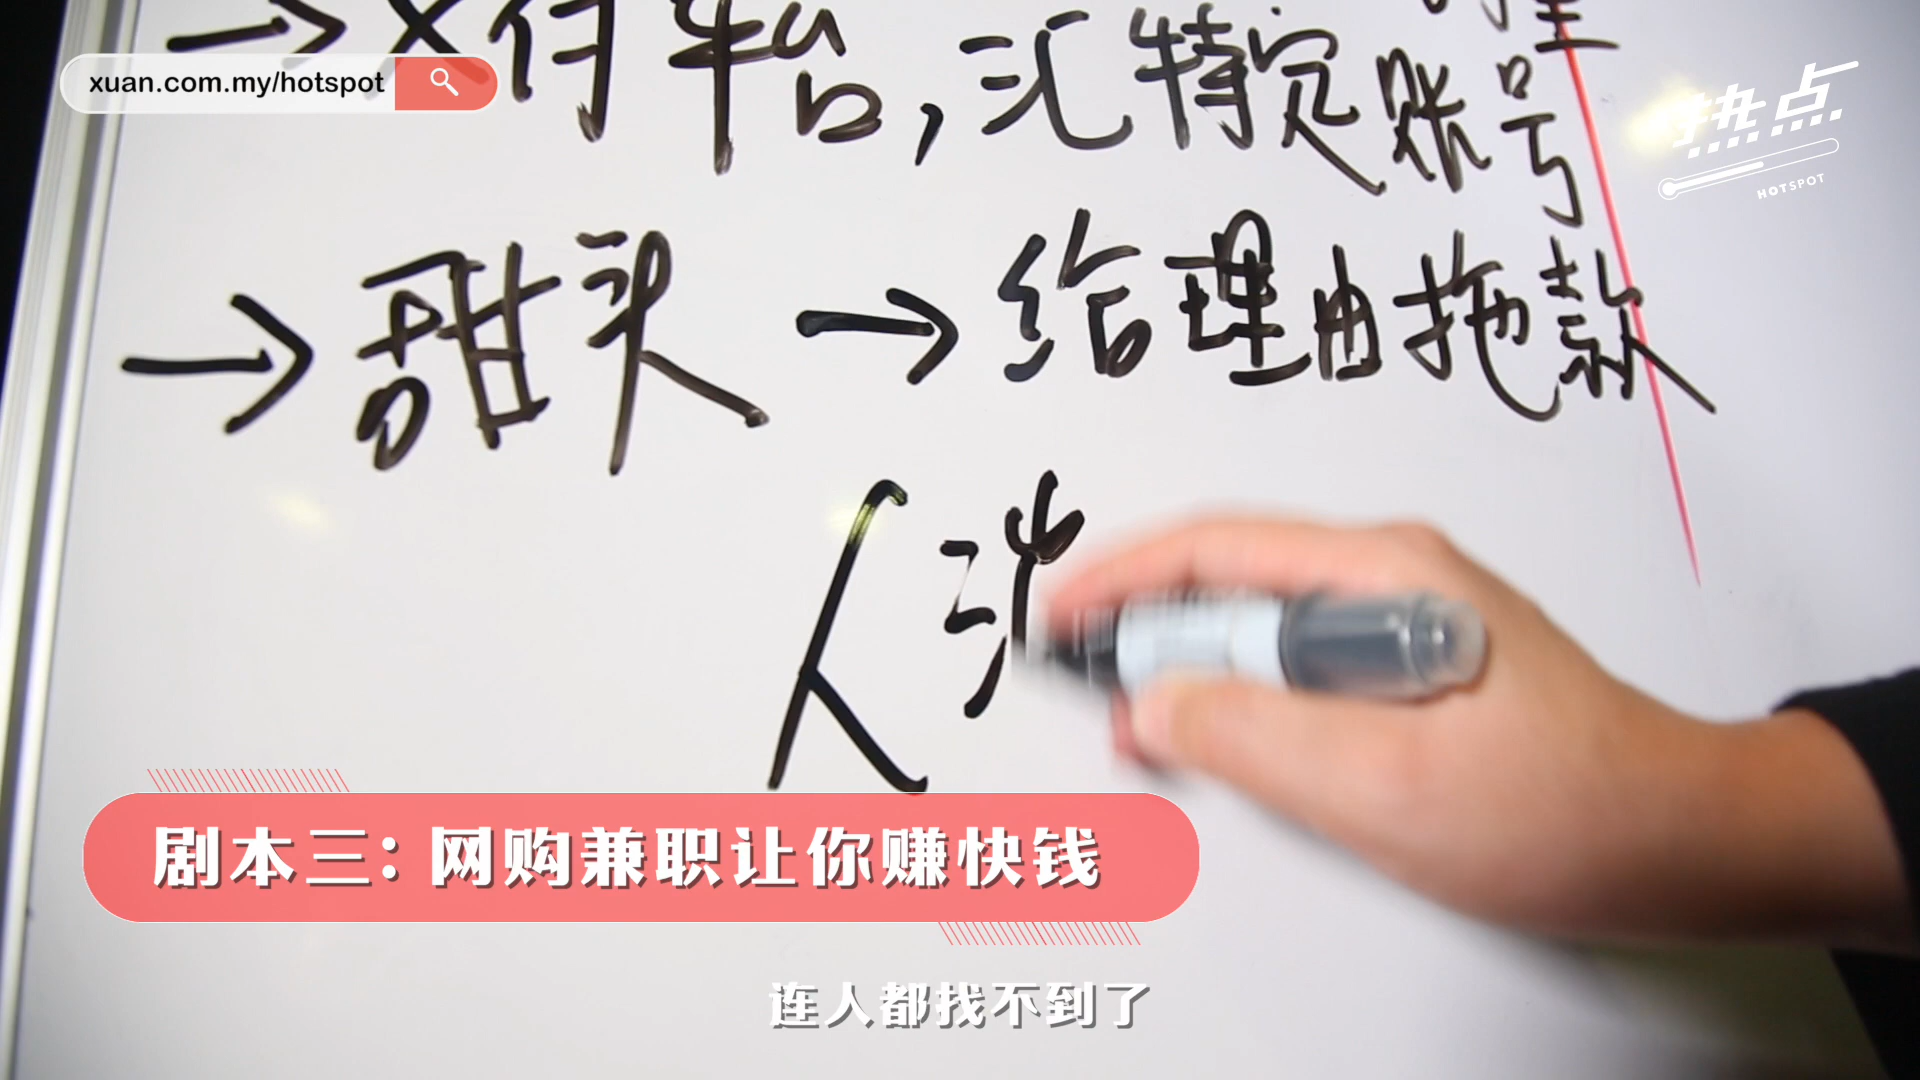 → 付平台，汇特定账号
xuan.com.my/hotspot
热点
HOTSPOT
→ 甜头 → 给理由拖款
人
剧本三：网购兼职让你赚快钱
连人都找不到了